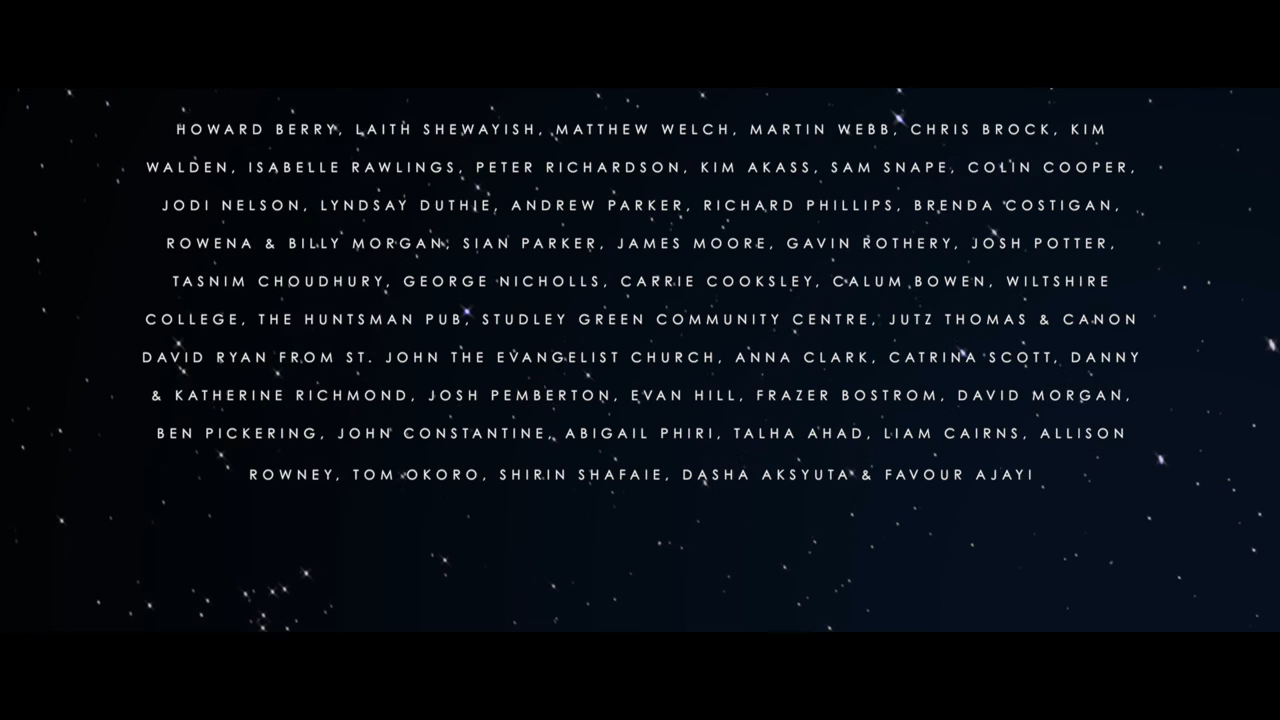 HOWARD BERRY, LAITH SHEWAYISH, MATTHEW WELCH, MARTIN WEBB, CHRIS BROCK, KIM
WALDEN, ISABELLE RAWLINGS, PETER RICHARDSON, KIM AKASS, SAM SNAPE, COLIN COOPER,
JODI NELSON, LYNDSAY DUTHIE, ANDREW PARKER, RICHARD PHILLIPS, BRENDA COSTIGAN,
ROWENA & BILLY MORGAN, SIAN PARKER, JAMES MOORE, GAVIN ROTHERY, JOSH POTTER,
TASNIM CHOUDHURY, GEORGE NICHOLLS, CARRIE COOKSLEY, CALUM BOWEN, WILTSHIRE
COLLEGE, THE HUNTSMAN PUB, STUDLEY GREEN COMMUNITY CENTRE, JUTZ THOMAS & CANON
DAVID RYAN FROM ST. JOHN THE EVANGELIST CHURCH, ANNA CLARK, CATRINA SCOTT, DANNY
& KATHERINE RICHMOND, JOSH PEMBERTON, EVAN HILL, FRAZER BOSTROM, DAVID MORGAN,
BEN PICKERING, JOHN CONSTANTINE, ABIGAIL PHIRI, TALHA AHAD, LIAM CAIRNS, ALLISON
ROWNEY, TOM OKORO, SHIRIN SHAFAIE, DASHA AKSYUTA & FAVOUR AJAYI